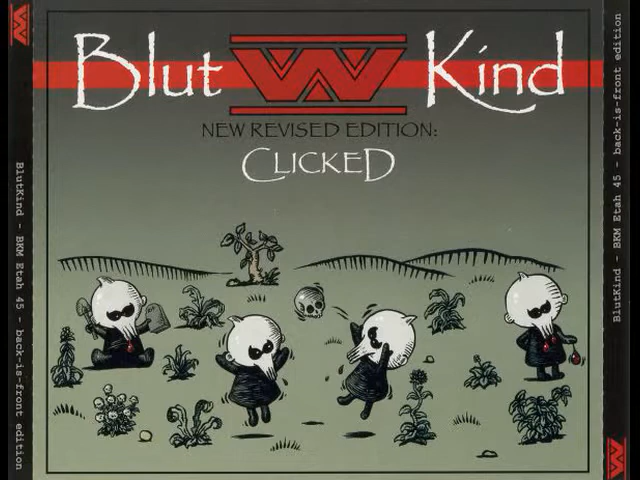 Blut Kind
NEW REVISED EDITION:
CLICKED
BlutKind - BKM Etah 45 - back-is-front edition
BlutKind - BKM Etah 45 - back-is-front edition